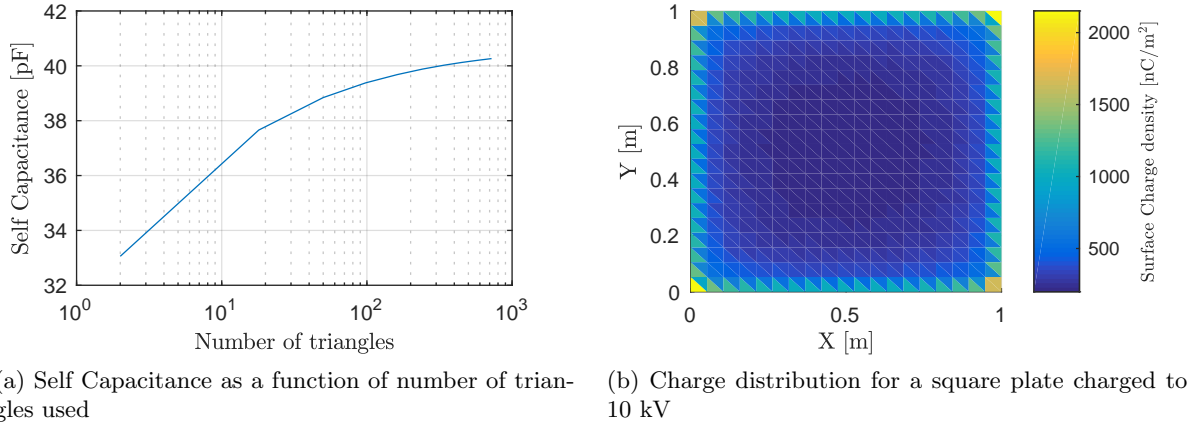 42
40
38
36
34
32
Self Capacitance [pF]
10^0 10^1 10^2 10^3
Number of triangles
1
0.8
0.6
0.4
0.2
0
Y [m]
0 0.5 1
X [m]
2000
1500
1000
500
Surface Charge density [nC/m^2]
a) Self Capacitance as a function of number of trian-
gles used
(b) Charge distribution for a square plate charged to
10 kV